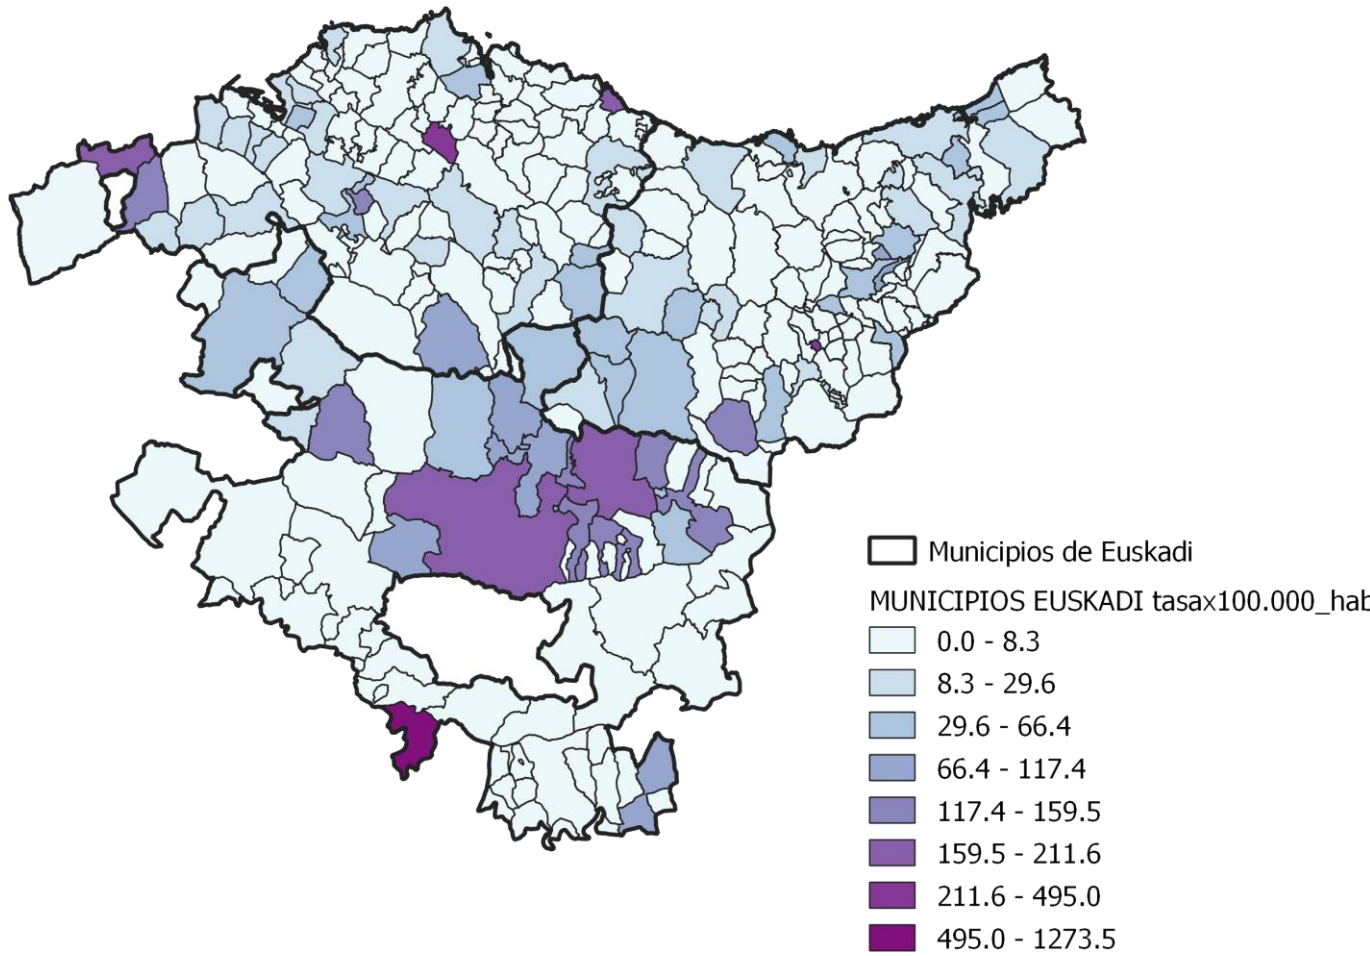 Municipios de Euskadi
MUNICIPIOS EUSKADI tasax100.000_hab
0.0 - 8.3
8.3 - 29.6
29.6 - 66.4
66.4 - 117.4
117.4 - 159.5
159.5 - 211.6
211.6 - 495.0
495.0 - 1273.5